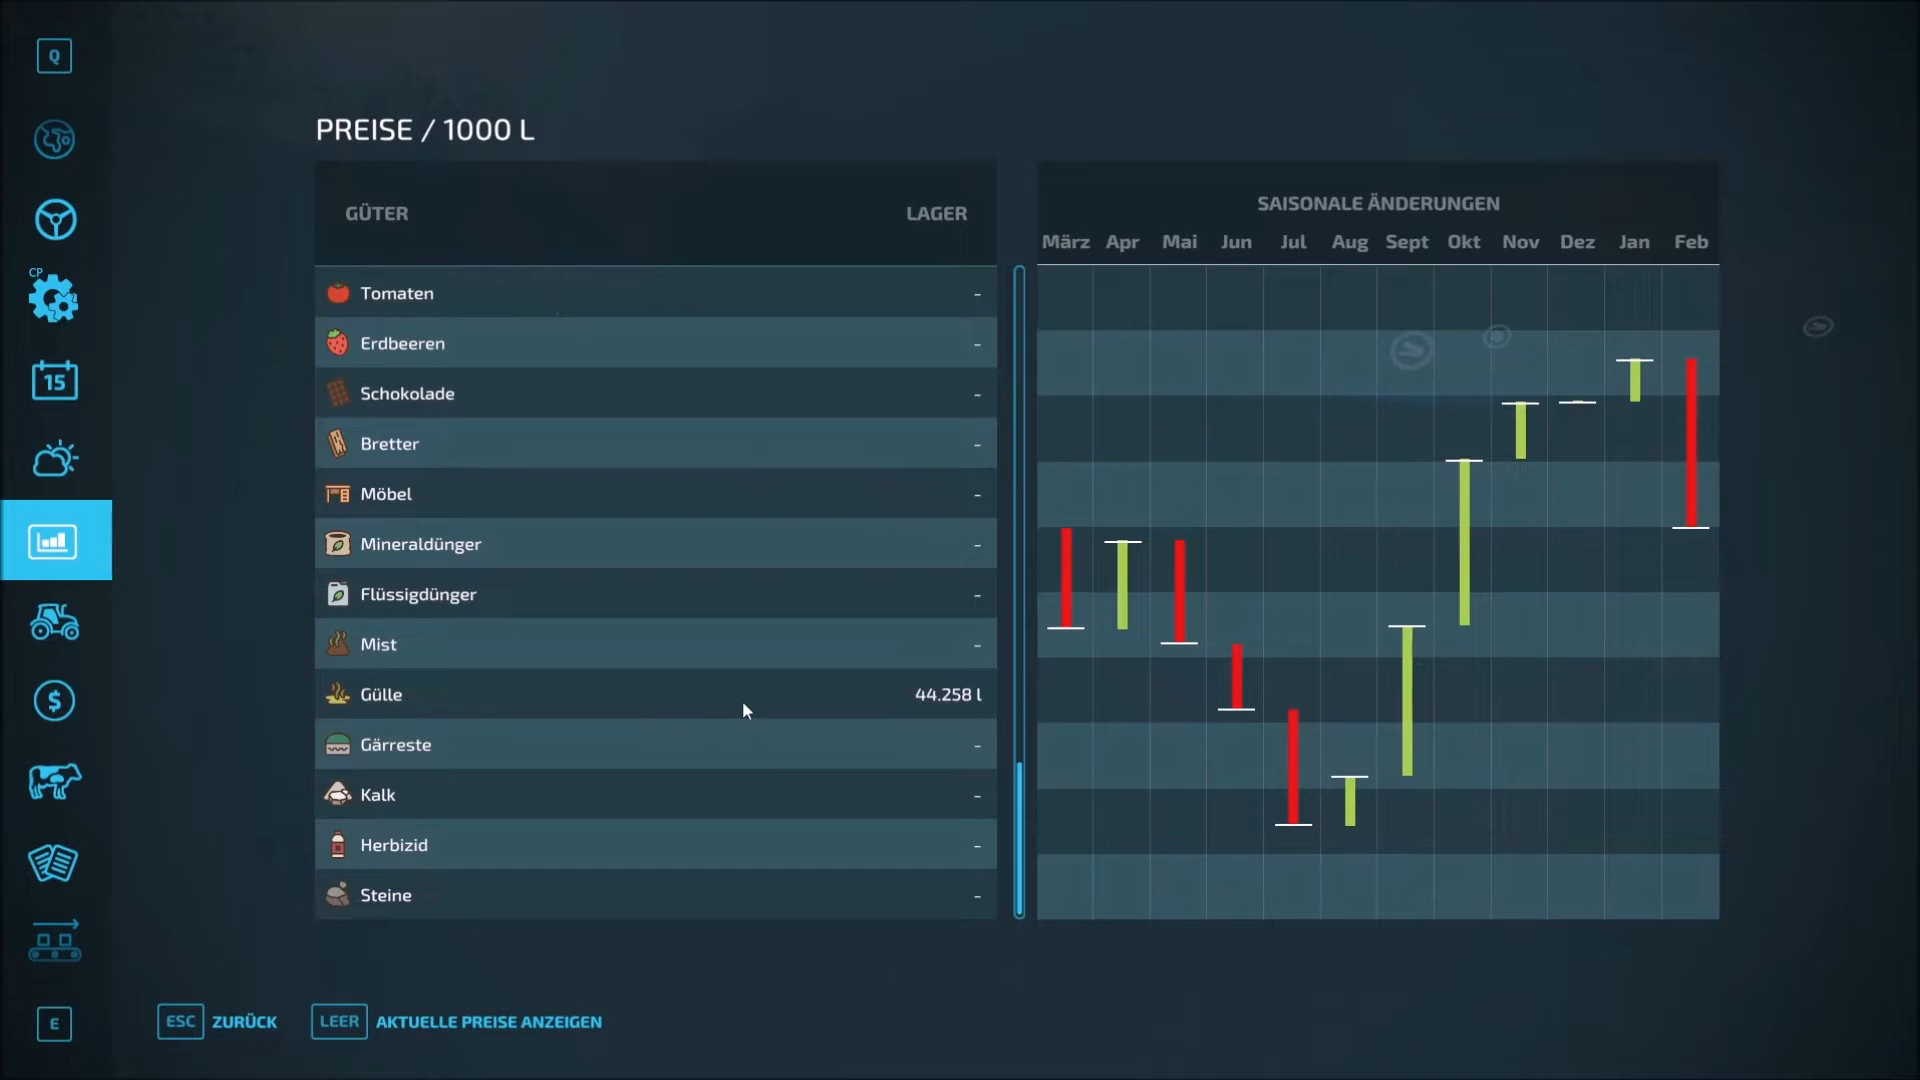 Q
PREISE / 1000 L
GÜTER LAGER
SAISONALE ÄNDERUNGEN
März Apr Mai Jun Jul Aug Sept Okt Nov Dez Jan Feb
CP
15
Tomaten -
Erdbeeren -
Schokolade -
Bretter -
Möbel -
Mineraldünger -
Flüssigdünger -
Mist -
Gülle 44.258 l
Gärreste -
Kalk -
Herbizid -
Steine -
$
E
ESC ZURÜCK LEER AKTUELLE PREISE ANZEIGEN